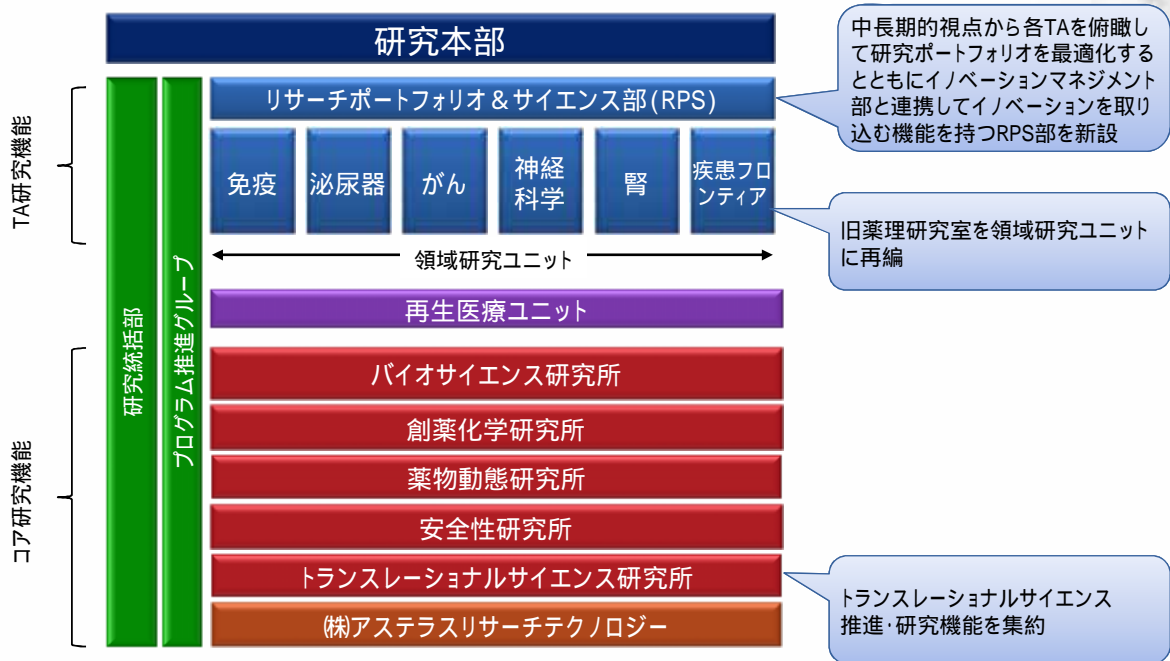 研究本部
中長期的視点から各TAを俯瞰し
て研究ポートフォリオを最適化する
とともにイノベーションマネジメント
部と連携してイノベーションを取り
込む機能を持つRPS部を新設
TA研究機能
リサーチポートフォリオ&サイエンス部(RPS)
免疫
泌尿器
がん
神経
科学
腎
疾患フロ
ンティア
領域研究ユニット
旧薬理研究室を領域研究ユニット
に再編
研究統括部
プログラム推進グループ
再生医療ユニット
コア研究機能
バイオサイエンス研究所
創薬化学研究所
薬物動態研究所
安全性研究所
トランスレーショナルサイエンス研究所
㈱アステラスリサーチテクノロジー
トランスレーショナルサイエンス
推進・研究機能を集約